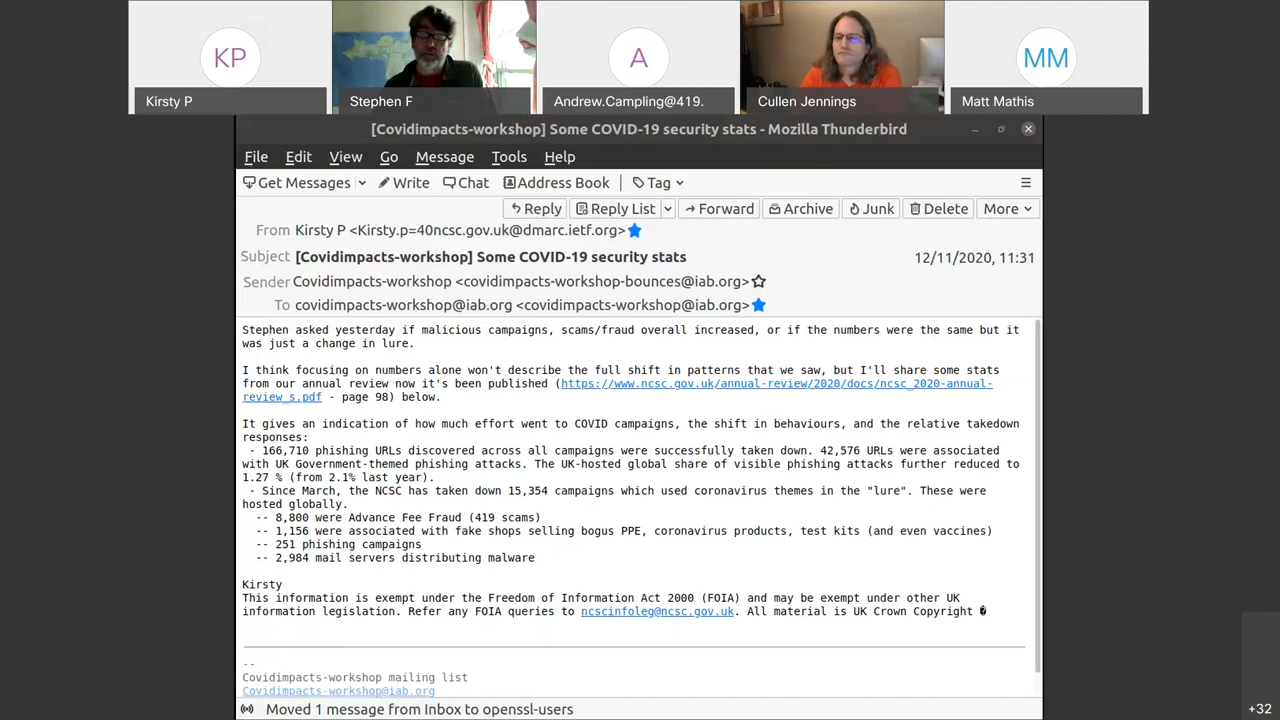 KP
Kirsty P
Stephen F
A
Andrew.Campling@419.
Cullen Jennings
MM
Matt Mathis
[Covidimpacts-workshop] Some COVID-19 security stats - Mozilla Thunderbird
File Edit View Go Message Tools Help
Get Messages Write Chat Address Book Tag
Reply Reply List Forward Archive Junk Delete More
From Kirsty P <Kirsty.p=40ncsc.gov.uk@dmarc.ietf.org>
Subject [Covidimpacts-workshop] Some COVID-19 security stats 12/11/2020, 11:31
Sender Covidimpacts-workshop <covidimpacts-workshop-bounces@iab.org>
To covidimpacts-workshop@iab.org <covidimpacts-workshop@iab.org>
Stephen asked yesterday if malicious campaigns, scams/fraud overall increased, or if the numbers were the same but it
was just a change in lure.
I think focusing on numbers alone won't describe the full shift in patterns that we saw, but I'll share some stats
from our annual review now it's been published (https://www.ncsc.gov.uk/annual-review/2020/docs/ncsc_2020-annual-
review_s.pdf - page 98) below.
It gives an indication of how much effort went to COVID campaigns, the shift in behaviours, and the relative takedown
responses:
- 166,710 phishing URLs discovered across all campaigns were successfully taken down. 42,576 URLs were associated
with UK Government-themed phishing attacks. The UK-hosted global share of visible phishing attacks further reduced to
1.27 % (from 2.1% last year).
- Since March, the NCSC has taken down 15,354 campaigns which used coronavirus themes in the "lure". These were
hosted globally.
-- 8,800 were Advance Fee Fraud (419 scams)
-- 1,156 were associated with fake shops selling bogus PPE, coronavirus products, test kits (and even vaccines)
-- 251 phishing campaigns
-- 2,984 mail servers distributing malware
Kirsty
This information is exempt under the Freedom of Information Act 2000 (FOIA) and may be exempt under other UK
information legislation. Refer any FOIA queries to ncscinfoleg@ncsc.gov.uk. All material is UK Crown Copyright �
--
Covidimpacts-workshop mailing list
Covidimpacts-workshop@iab.org
Moved 1 message from Inbox to openssl-users
+32